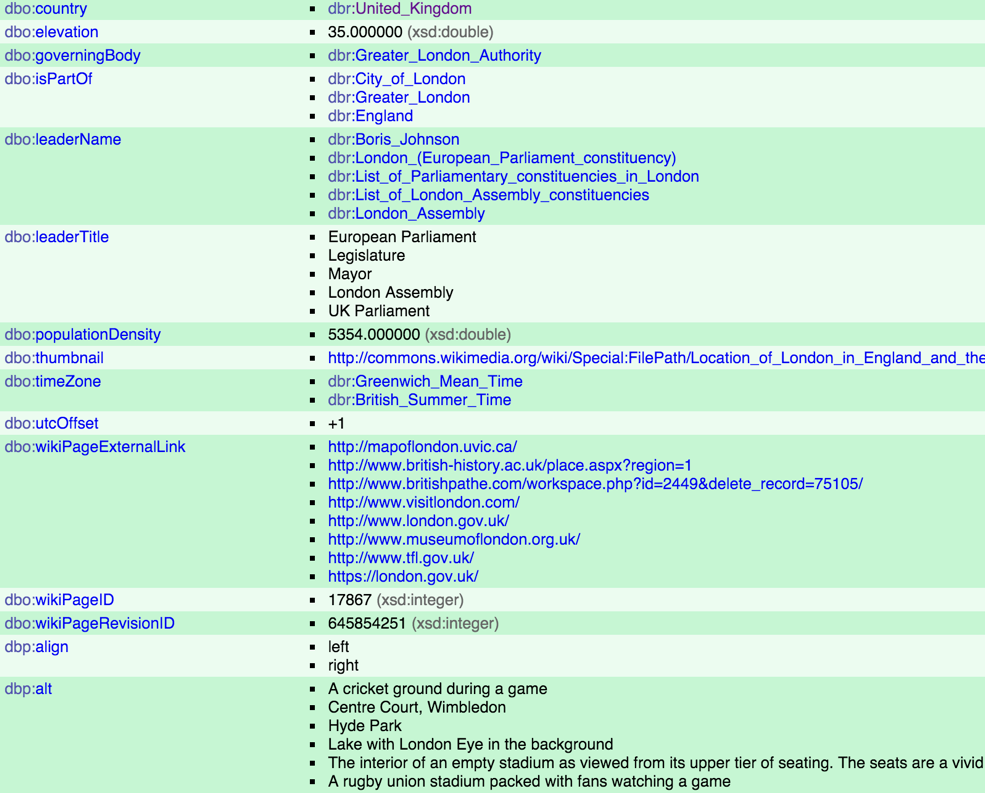 dbo:country ▪ dbr:United_Kingdom
dbo:elevation ▪ 35.000000 (xsd:double)
dbo:governingBody ▪ dbr:Greater_London_Authority
dbo:isPartOf ▪ dbr:City_of_London
▪ dbr:Greater_London
▪ dbr:England
dbo:leaderName ▪ dbr:Boris_Johnson
▪ dbr:London_(European_Parliament_constituency)
▪ dbr:List_of_Parliamentary_constituencies_in_London
▪ dbr:List_of_London_Assembly_constituencies
▪ dbr:London_Assembly
dbo:leaderTitle ▪ European Parliament
▪ Legislature
▪ Mayor
▪ London Assembly
▪ UK Parliament
dbo:populationDensity ▪ 5354.000000 (xsd:double)
dbo:thumbnail ▪ http://commons.wikimedia.org/wiki/Special:FilePath/Location_of_London_in_England_and_the
dbo:timeZone ▪ dbr:Greenwich_Mean_Time
▪ dbr:British_Summer_Time
dbo:utcOffset ▪ +1
dbo:wikiPageExternalLink ▪ http://mapoflondon.uvic.ca/
▪ http://www.british-history.ac.uk/place.aspx?region=1
▪ http://www.britishpathe.com/workspace.php?id=2449&delete_record=75105/
▪ http://www.visitlondon.com/
▪ http://www.london.gov.uk/
▪ http://www.museumoflondon.org.uk/
▪ http://www.tfl.gov.uk/
▪ https://london.gov.uk/
dbo:wikiPageID ▪ 17867 (xsd:integer)
dbo:wikiPageRevisionID ▪ 645854251 (xsd:integer)
dbp:align ▪ left
▪ right
dbp:alt ▪ A cricket ground during a game
▪ Centre Court, Wimbledon
▪ Hyde Park
▪ Lake with London Eye in the background
▪ The interior of an empty stadium as viewed from its upper tier of seating. The seats are a vivid
▪ A rugby union stadium packed with fans watching a game